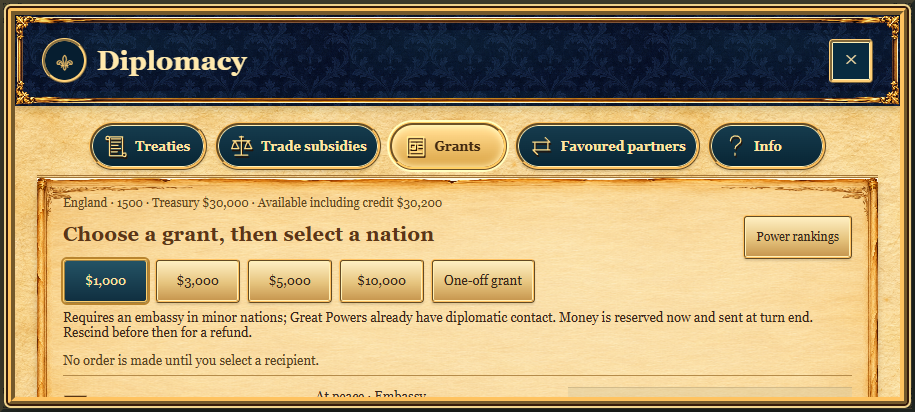 Diplomacy
×
Treaties
Trade subsidies
Grants
Favoured partners
? Info
England · 1500 · Treasury $30,000 · Available including credit $30,200
Choose a grant, then select a nation
Power rankings
$1,000
$3,000
$5,000
$10,000
One-off grant
Requires an embassy in minor nations; Great Powers already have diplomatic contact. Money is reserved now and sent at turn end.
Rescind before then for a refund.
No order is made until you select a recipient.
At peace · Embassy